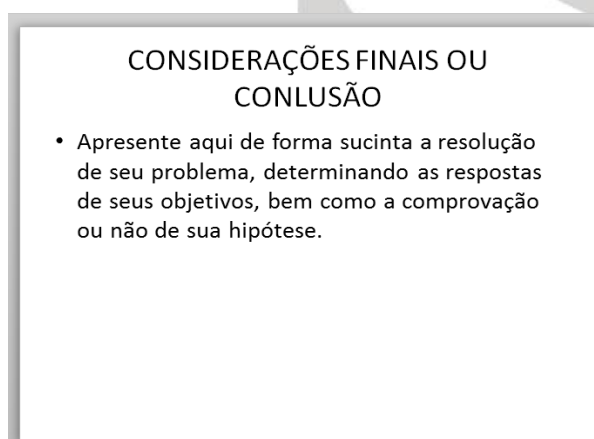 CONSIDERAÇÕES FINAIS OU
CONLUSÃO
• Apresente aqui de forma sucinta a resolução
de seu problema, determinando as respostas
de seus objetivos, bem como a comprovação
ou não de sua hipótese.